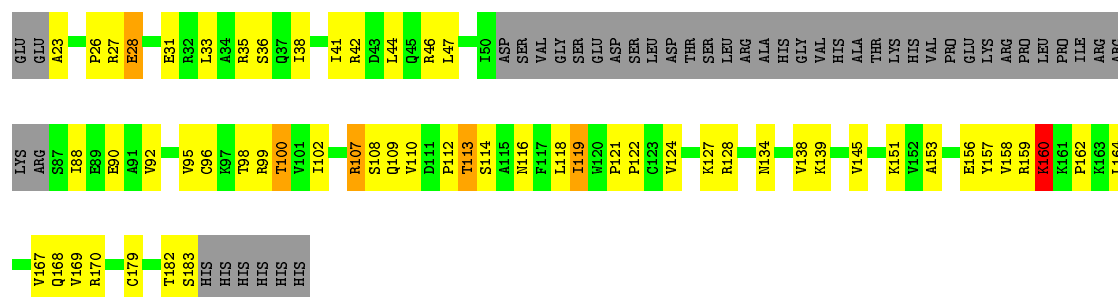 GLU GLU A23 P26 R27 E28 E31 R32 L33 A34 R35 S36 Q37 I38 I41 R42 D43 L44 Q45 R46 L47 I50 ASP SER VAL GLY SER GLU ASP SER LEU ASP THR SER LEU ARG ALA HIS GLY VAL HIS ALA THR LYS HIS VAL PRO GLU LYS ARG PRO LEU PRO ILE ARG ARG
LYS ARG S87 I88 E89 E90 A91 V92 V95 C96 K97 T98 R99 T100 V101 I102 R107 S108 Q109 V110 D111 P112 T113 S114 A115 N116 F117 L118 I119 W120 P121 P122 C123 V124 K127 R128 N134 V138 K139 V145 K151 V152 A153 E156 Y157 V158 R159 K160 K161 P162 K163 L164
V167 Q168 V169 R170 C179 T182 S183 HIS HIS HIS HIS HIS HIS